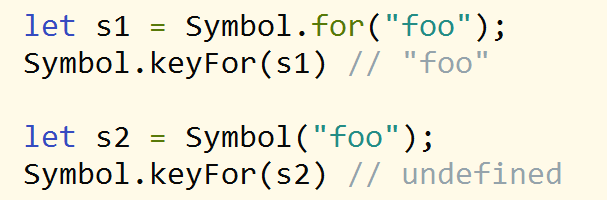 let s1 = Symbol.for("foo");
Symbol.keyFor(s1) // "foo"
let s2 = Symbol("foo");
Symbol.keyFor(s2) // undefined